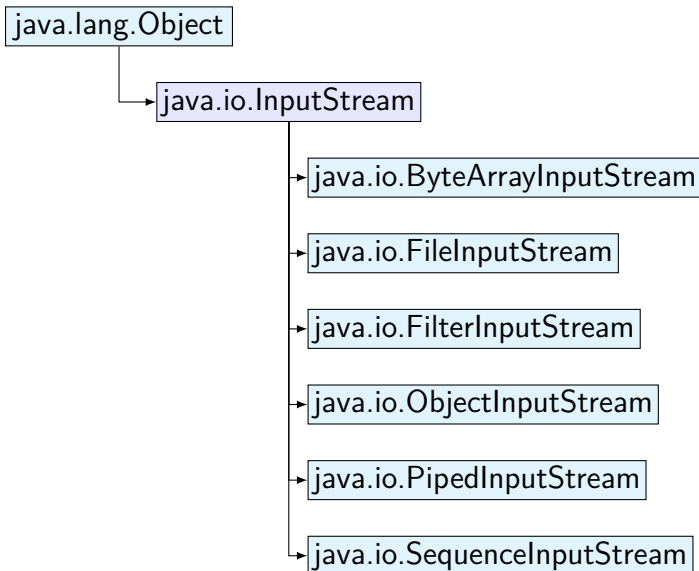 java.lang.Object
java.io.InputStream
java.io.ByteArrayInputStream
java.io.FileInputStream
java.io.FilterInputStream
java.io.ObjectInputStream
java.io.PipedInputStream
java.io.SequenceInputStream